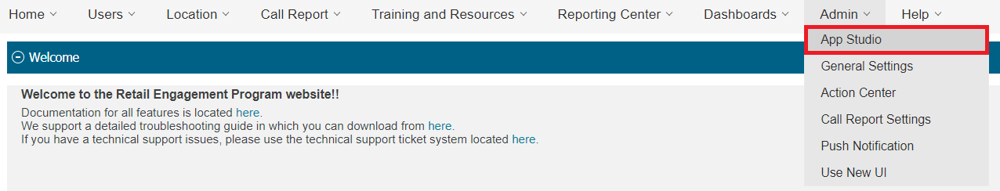 Home Users Location Call Report Training and Resources Reporting Center Dashboards Admin Help
App Studio
General Settings
Action Center
Call Report Settings
Push Notification
Use New UI
Welcome
Welcome to the Retail Engagement Program website!!
Documentation for all features is located here.
We support a detailed troubleshooting guide in which you can download from here.
If you have a technical support issues, please use the technical support ticket system located here.